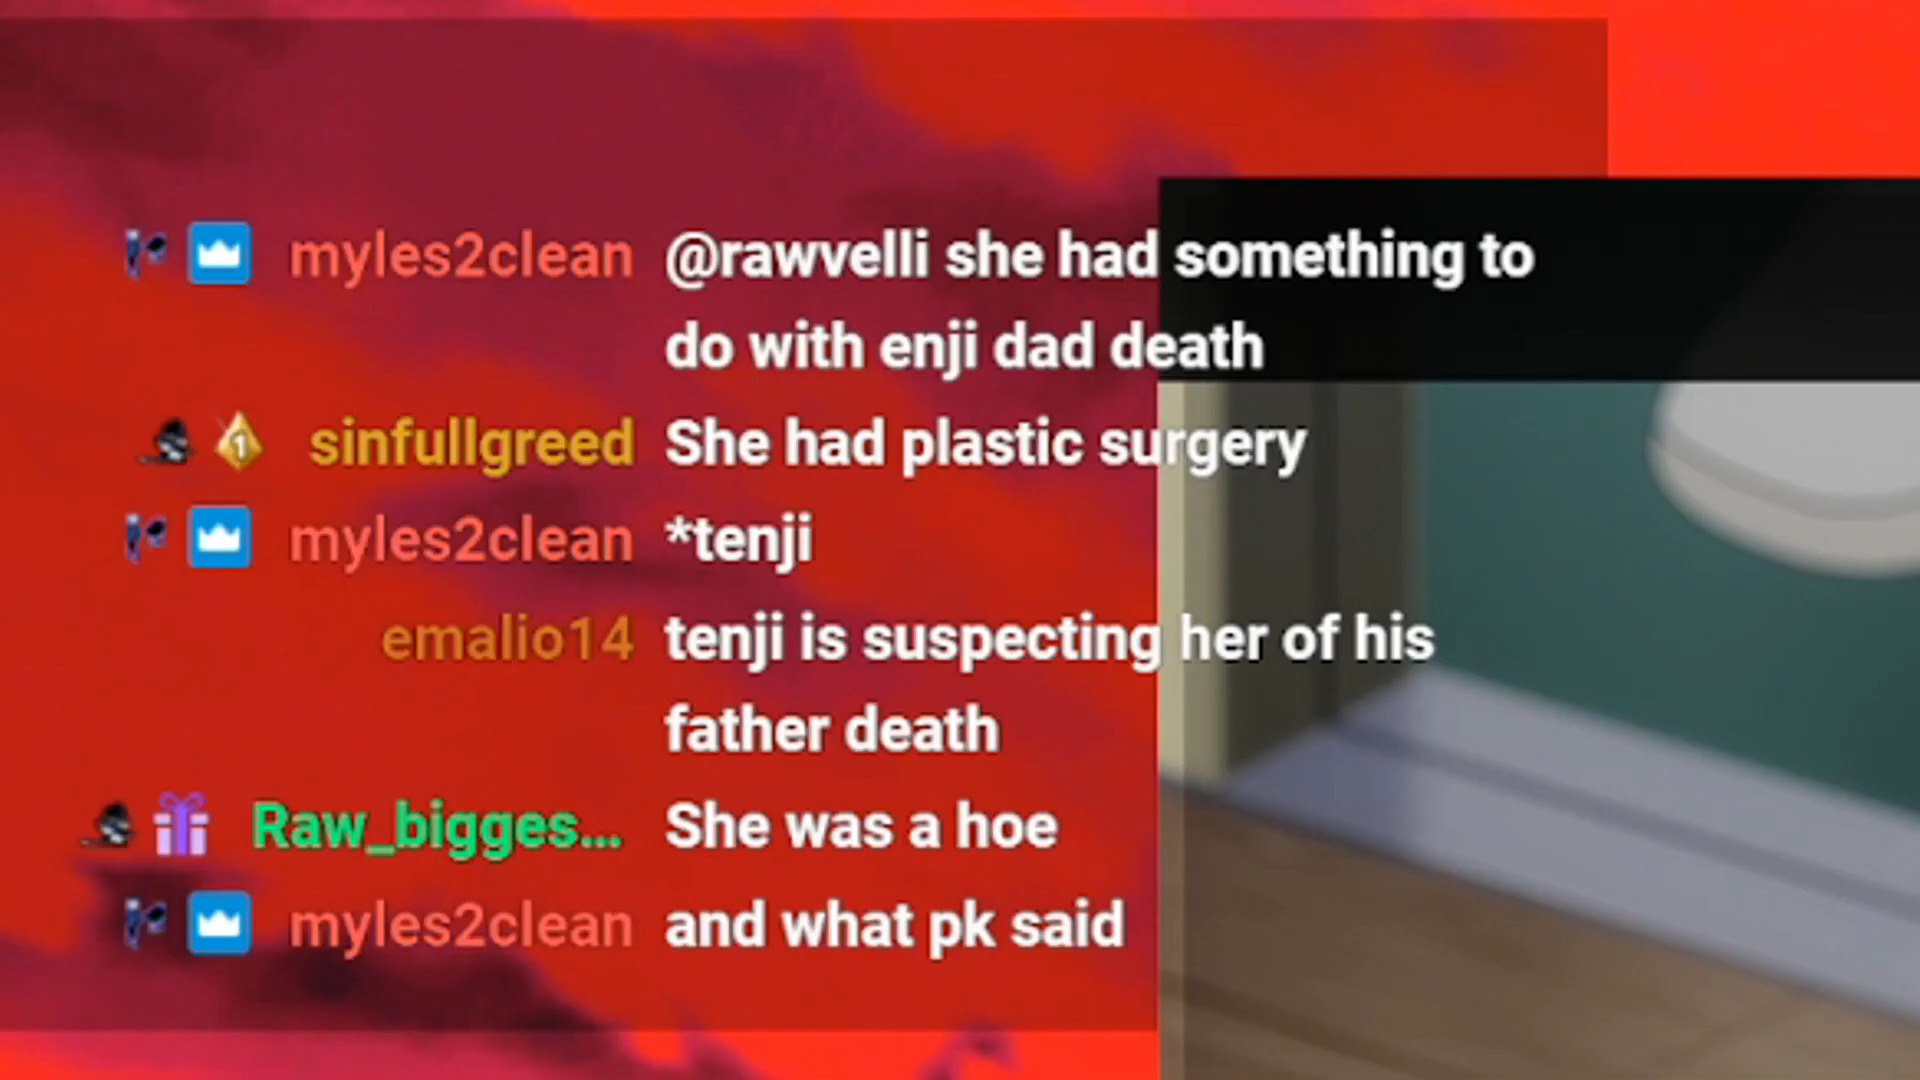 myles2clean @rawvelli she had something to
do with enji dad death
1 sinfullgreed She had plastic surgery
myles2clean *tenji
emalio14 tenji is suspecting her of his
father death
Raw_bigges... She was a hoe
myles2clean and what pk said